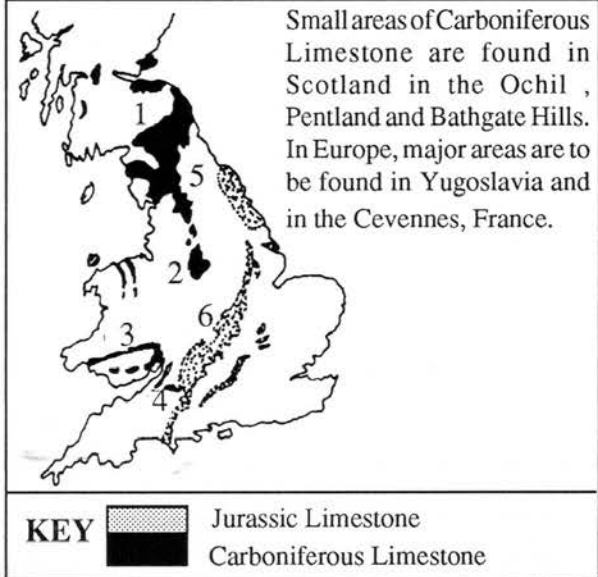 Small areas of Carboniferous
Limestone are found in
Scotland in the Ochil ,
Pentland and Bathgate Hills.
In Europe, major areas are to
be found in Yugoslavia and
in the Cevennes, France.
1
5
2
6
3
4
KEY
Jurassic Limestone
Carboniferous Limestone